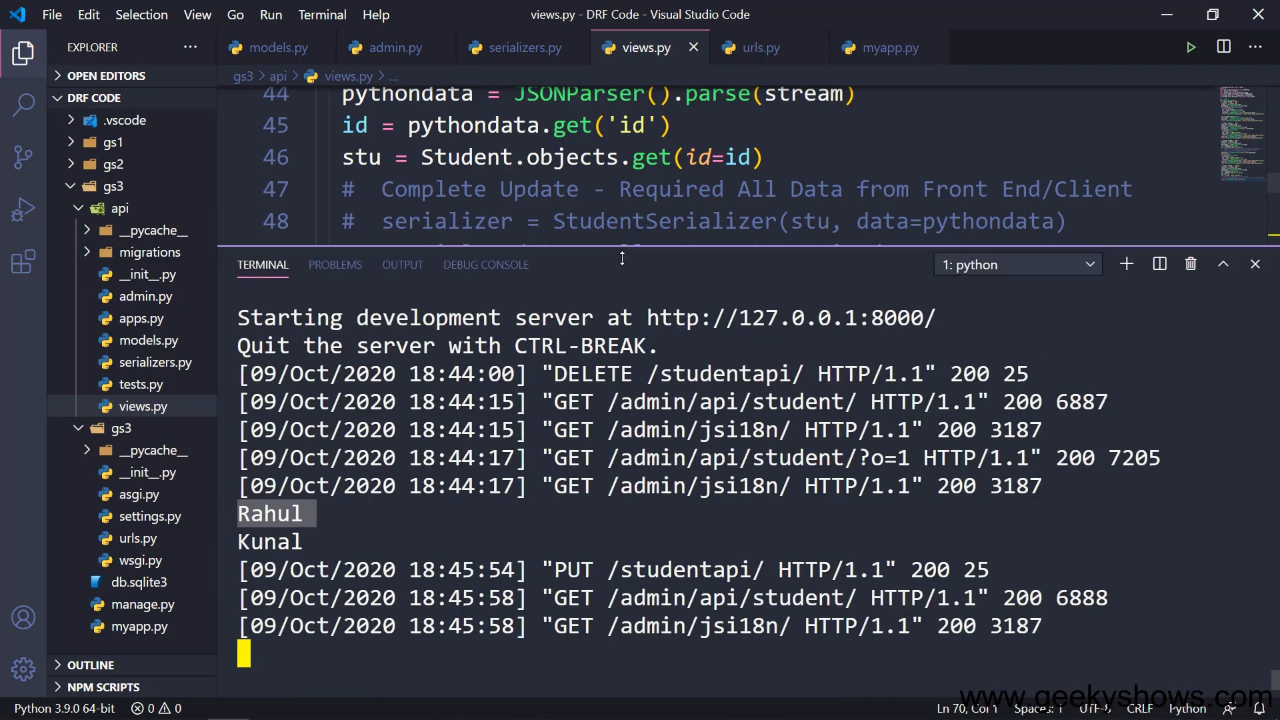 File Edit Selection View Go Run Terminal Help views.py - DRF Code - Visual Studio Code
EXPLORER
models.py admin.py serializers.py views.py urls.py myapp.py
OPEN EDITORS
gs3 > api > views.py > ...
DRF CODE
.vscode
gs1
gs2
gs3
api
__pycache__
migrations
__init__.py
admin.py
apps.py
models.py
serializers.py
tests.py
views.py
gs3
__pycache__
__init__.py
asgi.py
settings.py
urls.py
wsgi.py
db.sqlite3
manage.py
myapp.py
OUTLINE
NPM SCRIPTS
44 pythondata = JSONParser().parse(stream)
45 id = pythondata.get('id')
46 stu = Student.objects.get(id=id)
47 # Complete Update - Required All Data from Front End/Client
48 # serializer = StudentSerializer(stu, data=pythondata)
TERMINAL PROBLEMS OUTPUT DEBUG CONSOLE 1: python
Starting development server at http://127.0.0.1:8000/
Quit the server with CTRL-BREAK.
[09/Oct/2020 18:44:00] "DELETE /studentapi/ HTTP/1.1" 200 25
[09/Oct/2020 18:44:15] "GET /admin/api/student/ HTTP/1.1" 200 6887
[09/Oct/2020 18:44:15] "GET /admin/jsi18n/ HTTP/1.1" 200 3187
[09/Oct/2020 18:44:17] "GET /admin/api/student/?o=1 HTTP/1.1" 200 7205
[09/Oct/2020 18:44:17] "GET /admin/jsi18n/ HTTP/1.1" 200 3187
Rahul
Kunal
[09/Oct/2020 18:45:54] "PUT /studentapi/ HTTP/1.1" 200 25
[09/Oct/2020 18:45:58] "GET /admin/api/student/ HTTP/1.1" 200 6888
[09/Oct/2020 18:45:58] "GET /admin/jsi18n/ HTTP/1.1" 200 3187
www.geekyshows.com
Python 3.9.0 64-bit 0 0 Ln 70, Col 1 Spaces: 1 UTF-8 CRLF Python